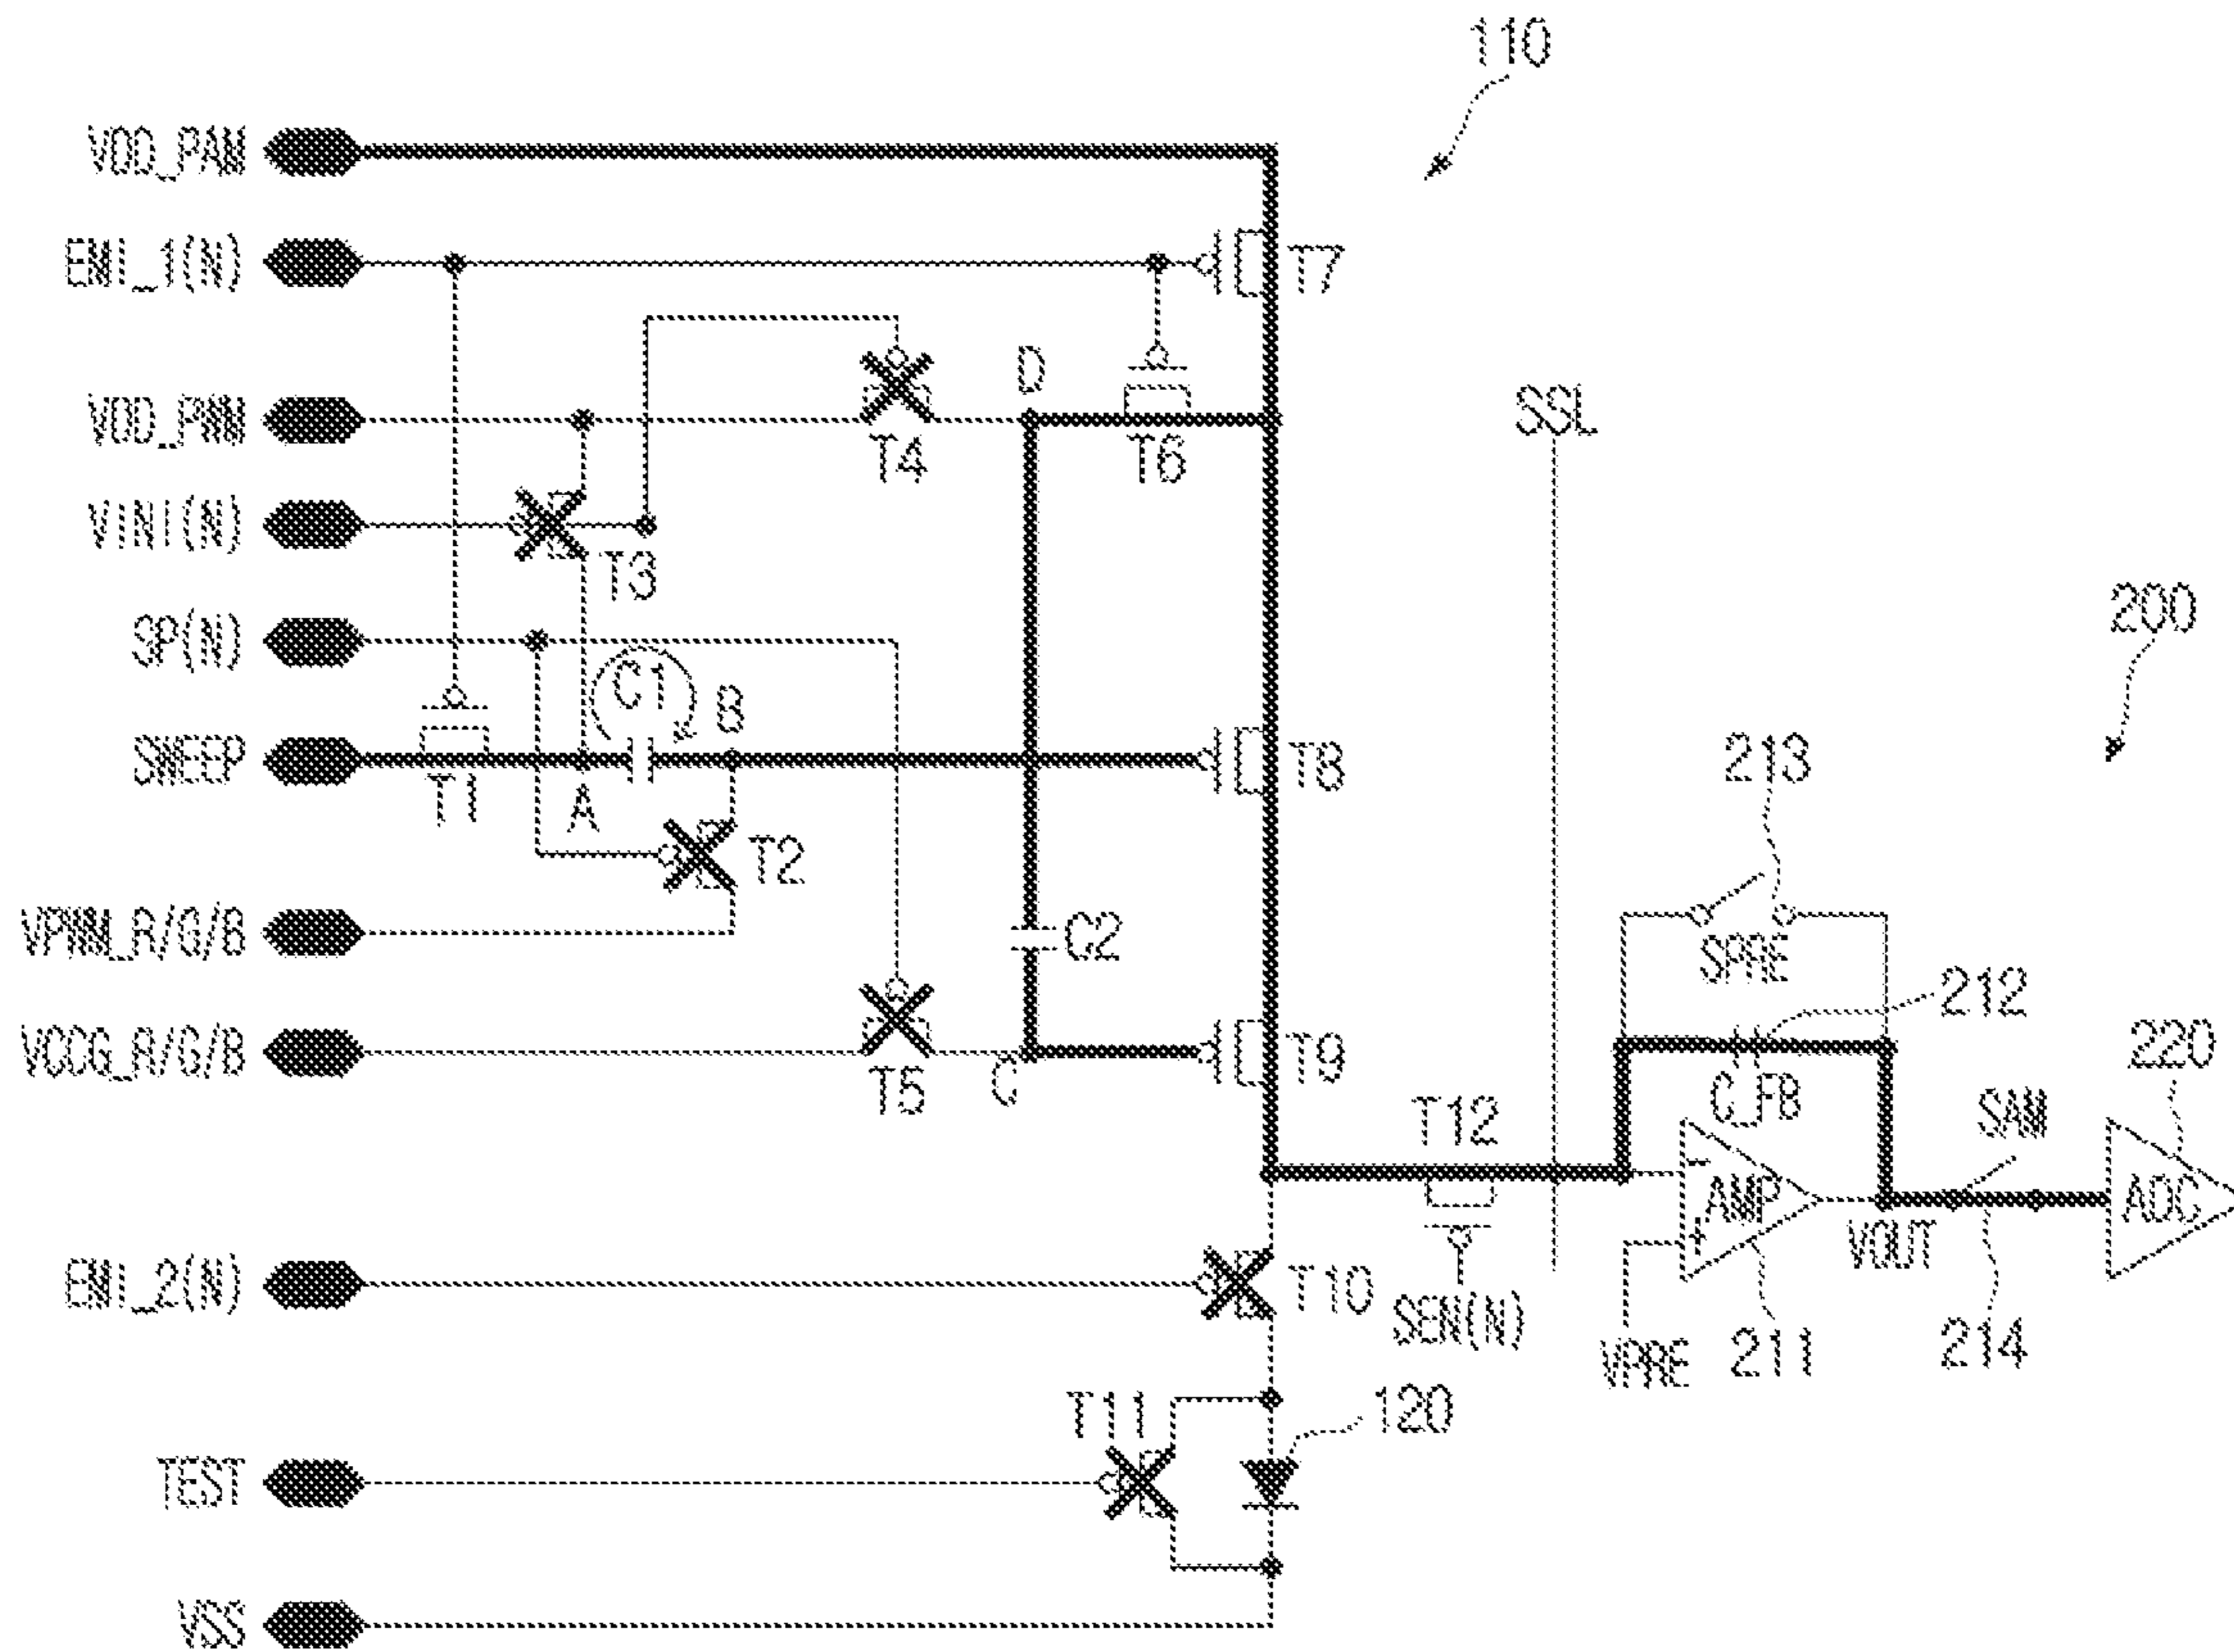 110
VDD_PAM
EMI_1(N)
T7
VDD_PWM
D
T4
T6
SSL
VINI(N)
T3
SP(N)
200
C1
B
SWEEP
T1
A
T8
213
T2
VPWM_R/G/B
C2
SPRE
212
VCCG_R/G/B
T5
C
T9
220
C_FB
SAM
T12
-
AMP
+
ADC
VOUT
EMI_2(N)
T10
SEN(N)
VPRE
211
214
T11
120
TEST
VSS